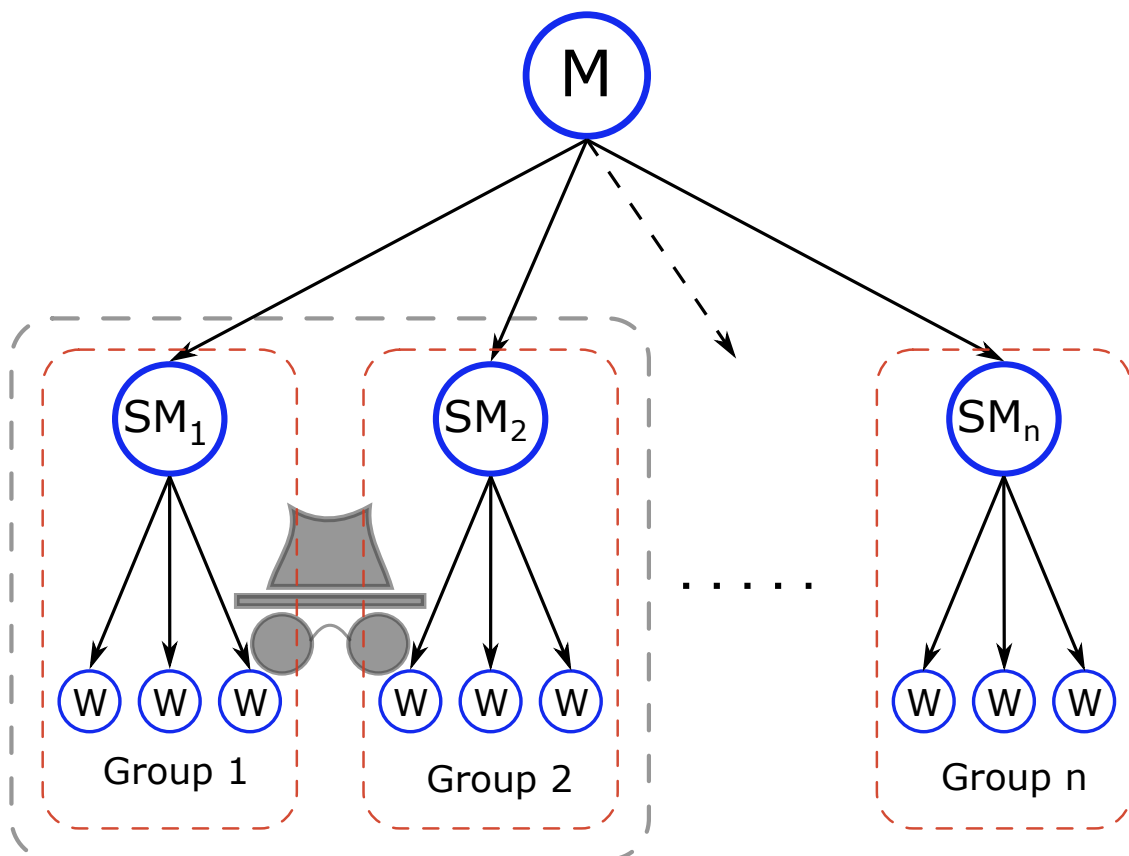 M
SM₁ SM₂ SMₙ
. . . . .
W W W W W W W W W
Group 1 Group 2 Group n